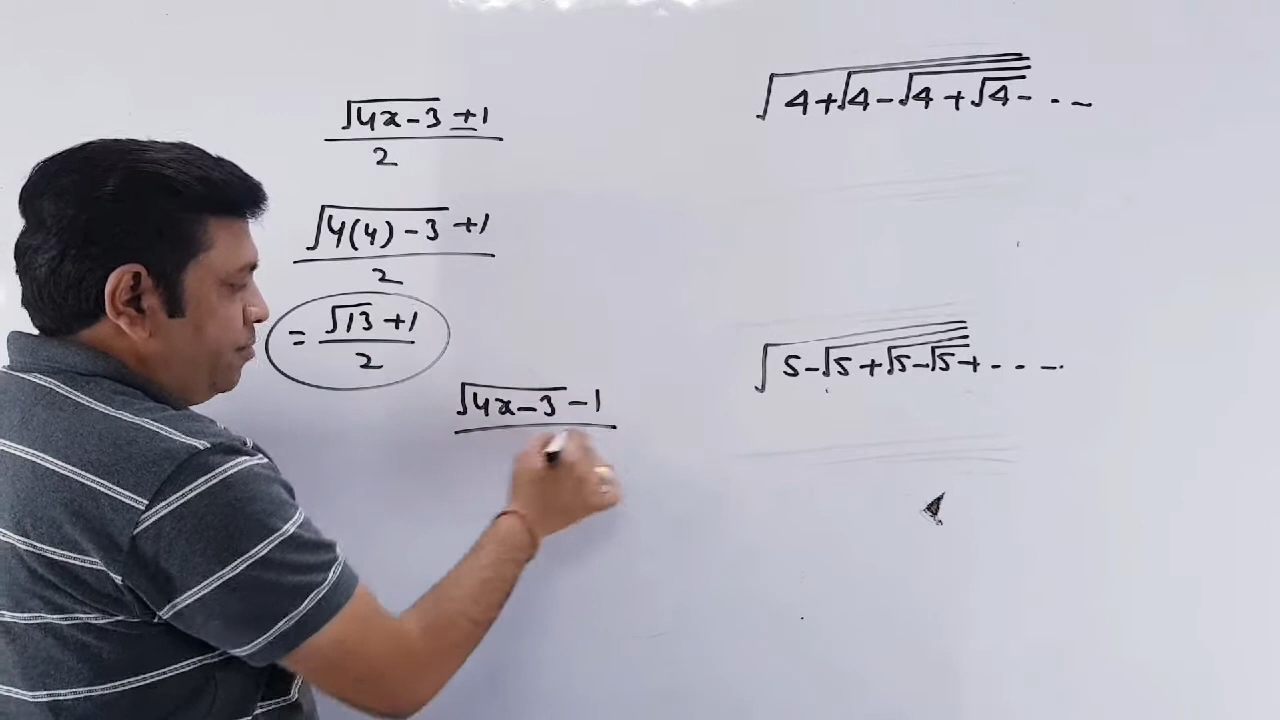 √(4x-3) +1
2
√(4(4)-3) +1
2
= √13 +1
2
√(4x-3) -1
√(4+√(4-√(4+√(4-...
√(5-√(5+√(5-√(5+.....